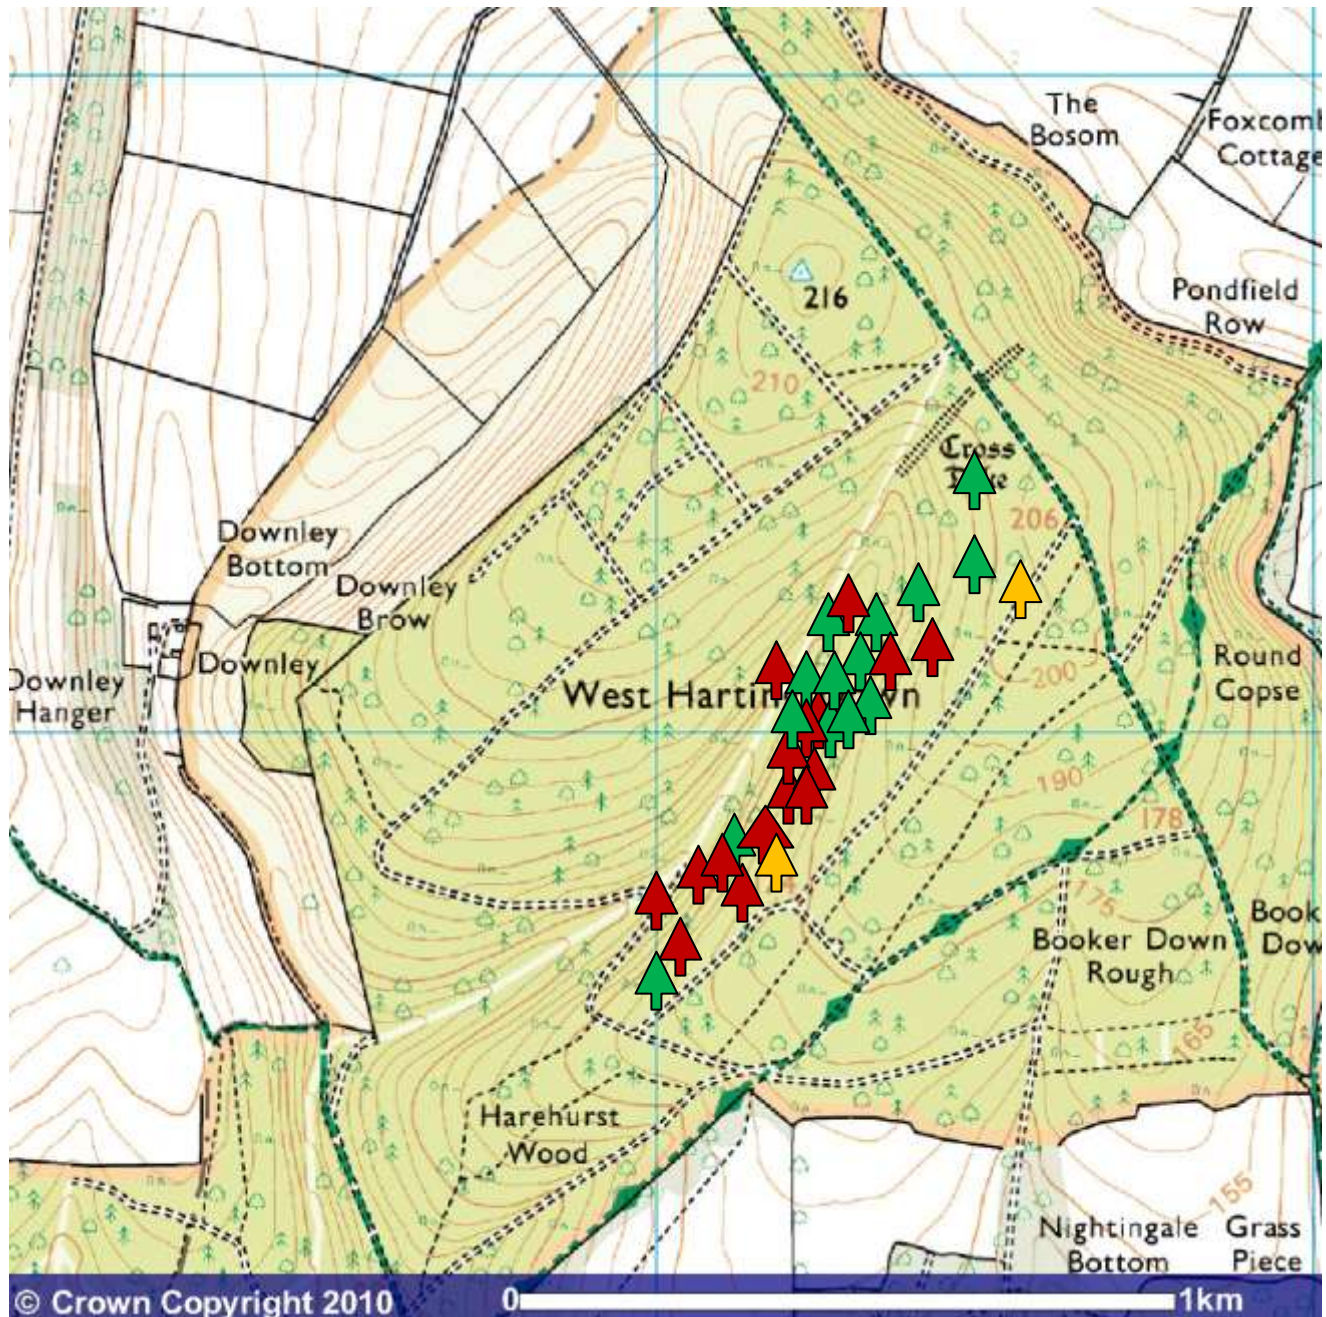 The
Bosom
Foxcomb
Cottage
216
Pondfield
Row
210
Cross
206
Downley
Bottom
Downley
Brow
Downley
Downley
Hanger
200
Round
Copse
West Hartin
190
178
175
Booker Down
Rough
Book
Dow
165
Harehurst
Wood
155
Nightingale
Bottom
Grass
Piece
© Crown Copyright 2010
0
1km